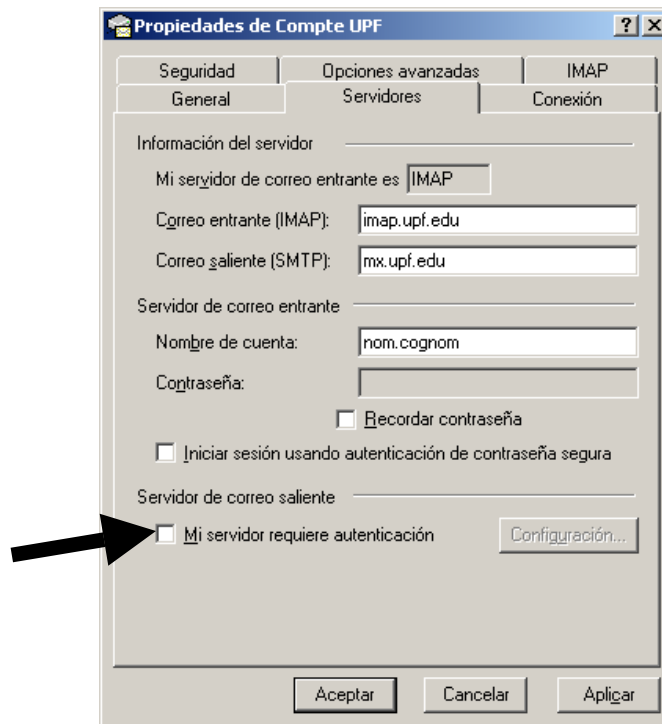 Propiedades de Compte UPF
Seguridad Opciones avanzadas IMAP
General Servidores Conexión
Información del servidor
Mi servidor de correo entrante es IMAP
Correo entrante (IMAP): imap.upf.edu
Correo saliente (SMTP): mx.upf.edu
Servidor de correo entrante
Nombre de cuenta: nom.cognom
Contraseña:
Recordar contraseña
Iniciar sesión usando autenticación de contraseña segura
Servidor de correo saliente
Mi servidor requiere autenticación Configuración...
Aceptar Cancelar Aplicar